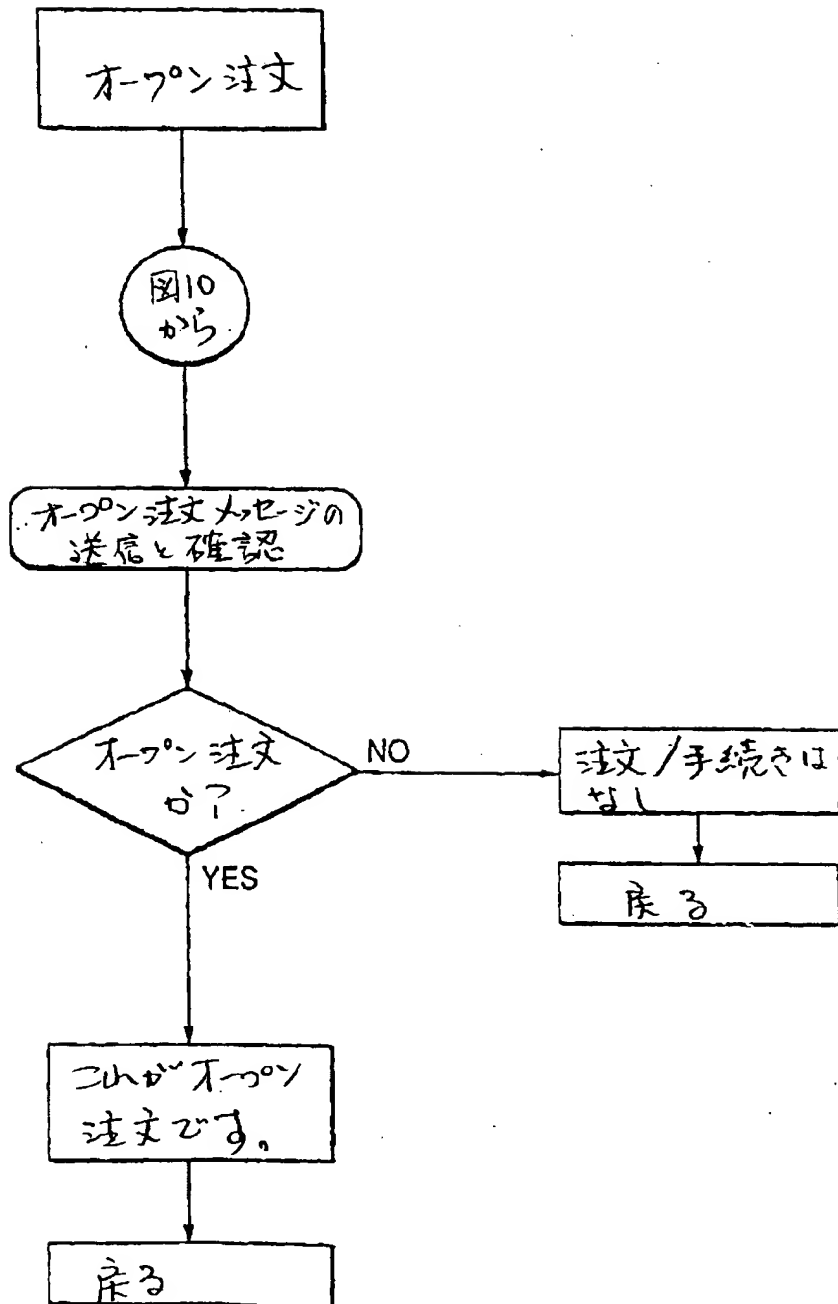 オープン注文
図10
から
オープン注文メッセージの
送信と確認
オープン注文
か?
NO
注文/手続きは
なし
戻る
YES
これがオープン
注文です。
戻る